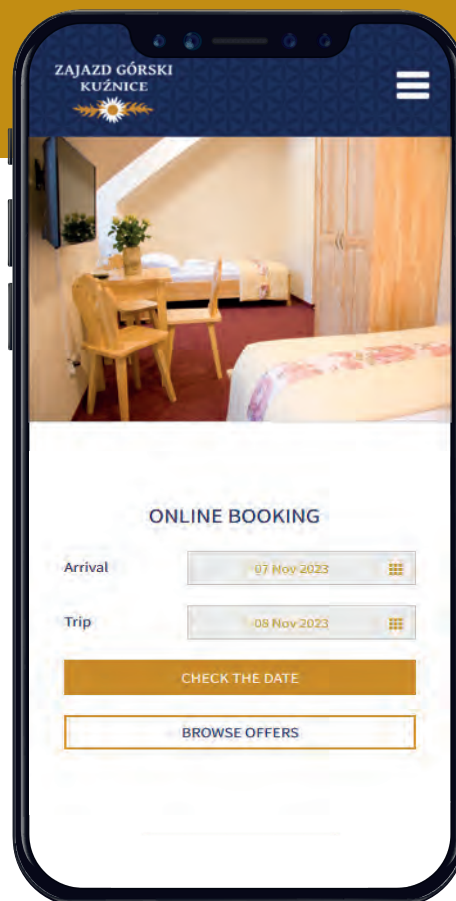 ZAJAZD GÓRSKI
KUŹNICE
ONLINE BOOKING
Arrival
07 Nov 2023
Trip
08 Nov 2023
CHECK THE DATE
BROWSE OFFERS